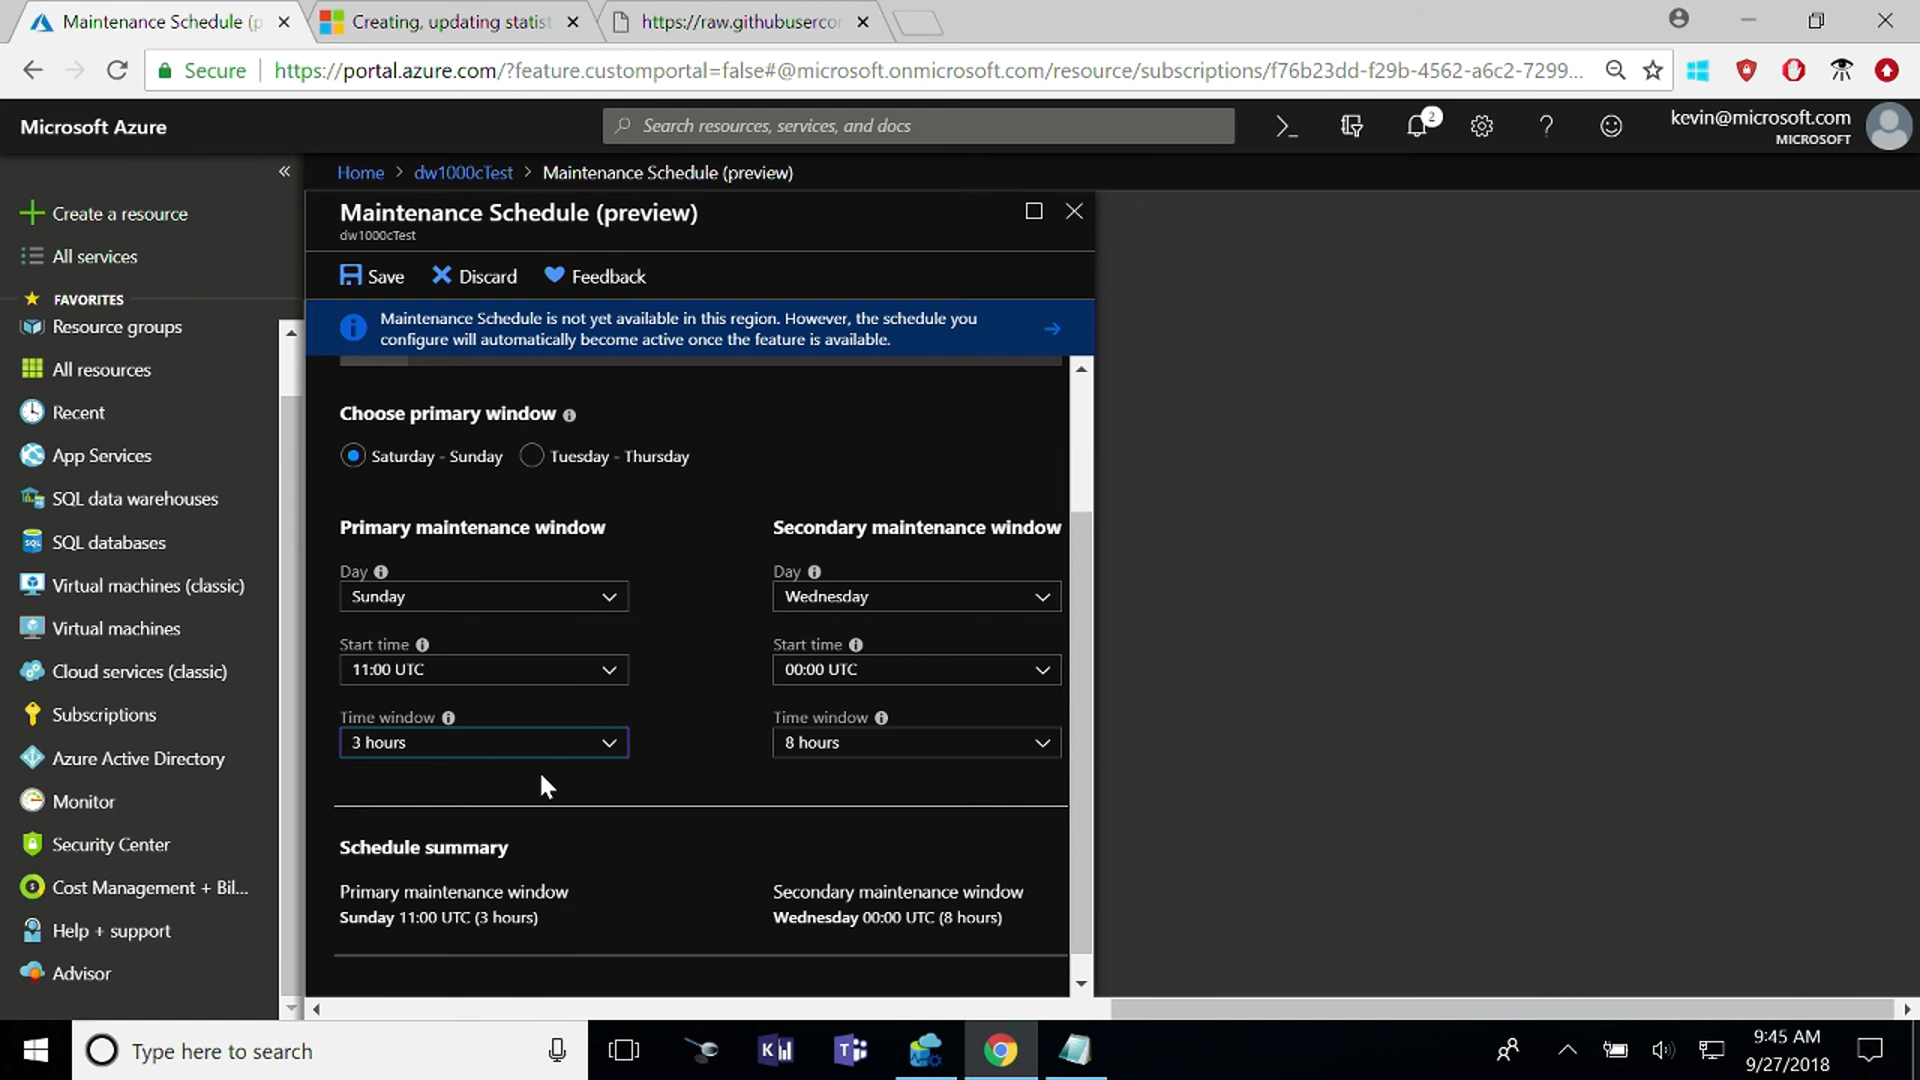 Maintenance Schedule (p
Creating, updating statist
https://raw.githubuserco
Secure
https://portal.azure.com/?feature.customportal=false#@microsoft.onmicrosoft.com/resource/subscriptions/f76b23dd-f29b-4562-a6c2-7299...
Microsoft Azure
Search resources, services, and docs
2
kevin@microsoft.com
MICROSOFT
Home > dw1000cTest > Maintenance Schedule (preview)
Create a resource
All services
FAVORITES
Resource groups
All resources
Recent
App Services
SQL data warehouses
SQL databases
Virtual machines (classic)
Virtual machines
Cloud services (classic)
Subscriptions
Azure Active Directory
Monitor
Security Center
Cost Management + Bil...
Help + support
Advisor
Maintenance Schedule (preview)
dw1000cTest
Save
Discard
Feedback
Maintenance Schedule is not yet available in this region. However, the schedule you
configure will automatically become active once the feature is available.
Choose primary window
Saturday - Sunday
Tuesday - Thursday
Primary maintenance window
Day
Sunday
Start time
11:00 UTC
Time window
3 hours
Secondary maintenance window
Day
Wednesday
Start time
00:00 UTC
Time window
8 hours
Schedule summary
Primary maintenance window
Sunday 11:00 UTC (3 hours)
Secondary maintenance window
Wednesday 00:00 UTC (8 hours)
Type here to search
9:45 AM
9/27/2018